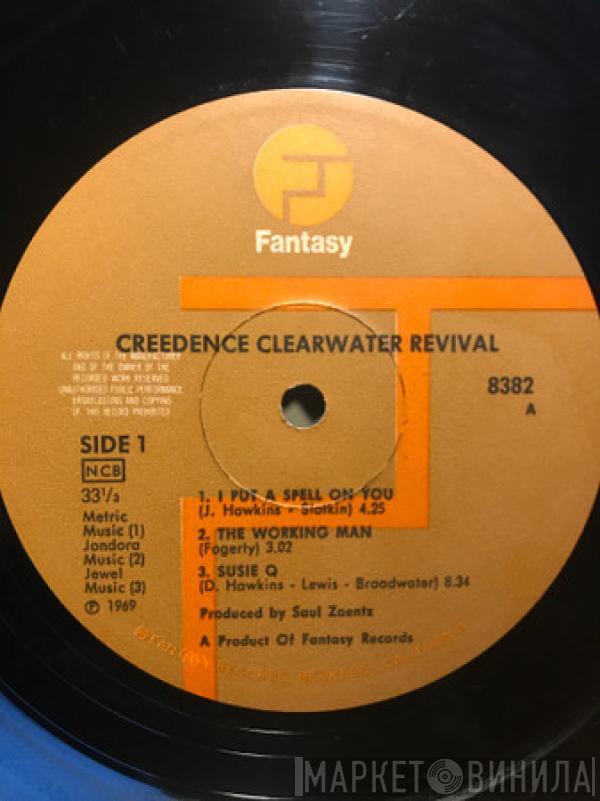 Fantasy
CREEDENCE CLEARWATER REVIVAL
ALL RIGHTS OF THE MANUFACTURER
AND OF THE OWNER OF THE
RECORDED WORK RESERVED
UNAUTHORISED PUBLIC PERFORMANCE
BROADCASTING AND COPYING
OF THIS RECORD PROHIBITED
8382
A
SIDE 1
NCB
33⅓
Metric
Music (1)
Jondora
Music (2)
Jewel
Music (3)
℗ 1969
1. I PUT A SPELL ON YOU
(J. Hawkins - Slotkin) 4.25
2. THE WORKING MAN
(Fogerty) 3.02
3. SUSIE Q
(D. Hawkins - Lewis - Broadwater) 8.34
Produced by Saul Zaentz
A Product Of Fantasy Records
МАРКЕТ ВИНИЛА